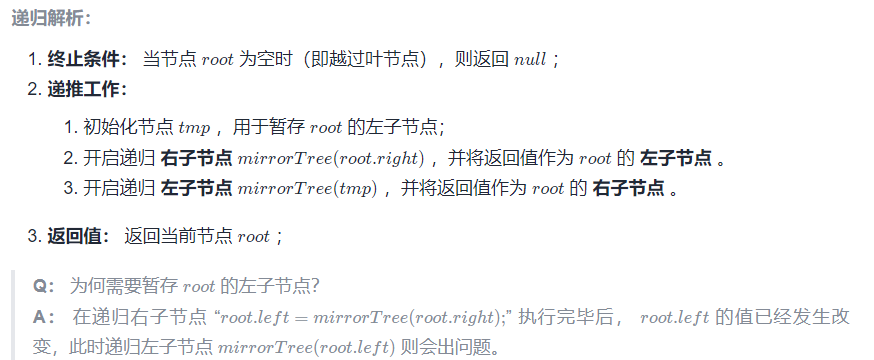 递归解析：
1. 终止条件： 当节点 root 为空时（即越过叶节点），则返回 null ；
2. 递推工作：
1. 初始化节点 tmp ，用于暂存 root 的左子节点；
2. 开启递归 右子节点 mirrorTree(root.right) ，并将返回值作为 root 的 左子节点 。
3. 开启递归 左子节点 mirrorTree(tmp) ，并将返回值作为 root 的 右子节点 。
3. 返回值： 返回当前节点 root ；
Q： 为何需要暂存 root 的左子节点？
A： 在递归右子节点 “root.left = mirrorTree(root.right);” 执行完毕后， root.left 的值已经发生改
变，此时递归左子节点 mirrorTree(root.left) 则会出问题。